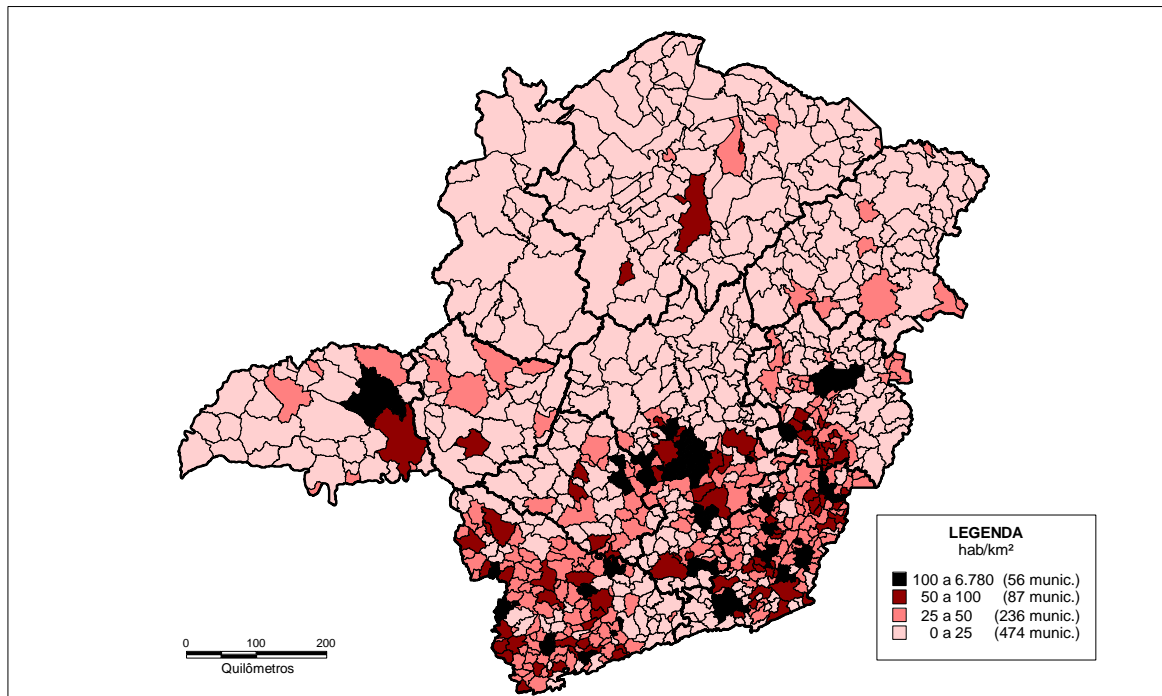 LEGENDA
hab/km²
100 a 6.780 (56 munic.)
50 a 100 (87 munic.)
25 a 50 (236 munic.)
0 a 25 (474 munic.)
0 100 200
Quilômetros